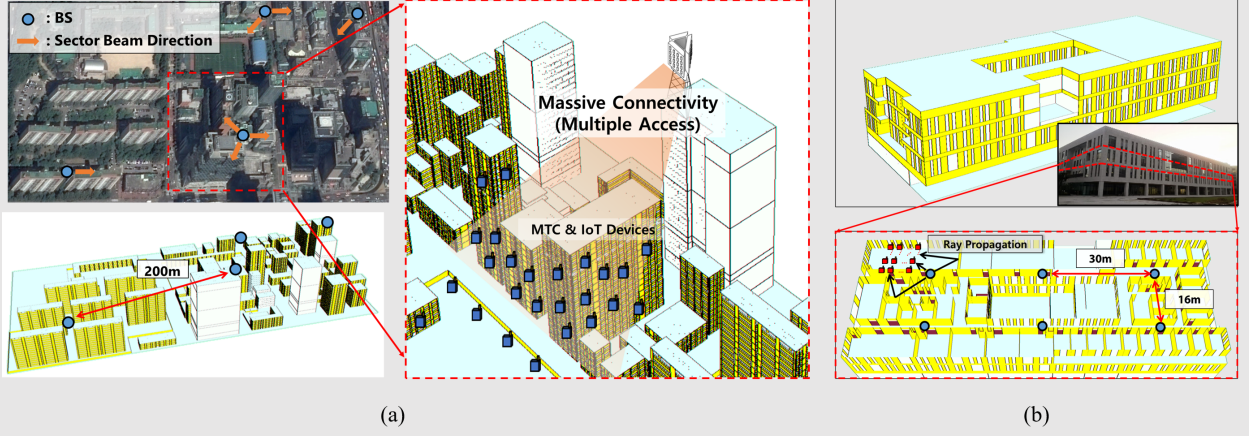 : BS
: Sector Beam Direction
200m
Massive Connectivity
(Multiple Access)
MTC & IoT Devices
Ray Propagation
30m
16m
(a)
(b)